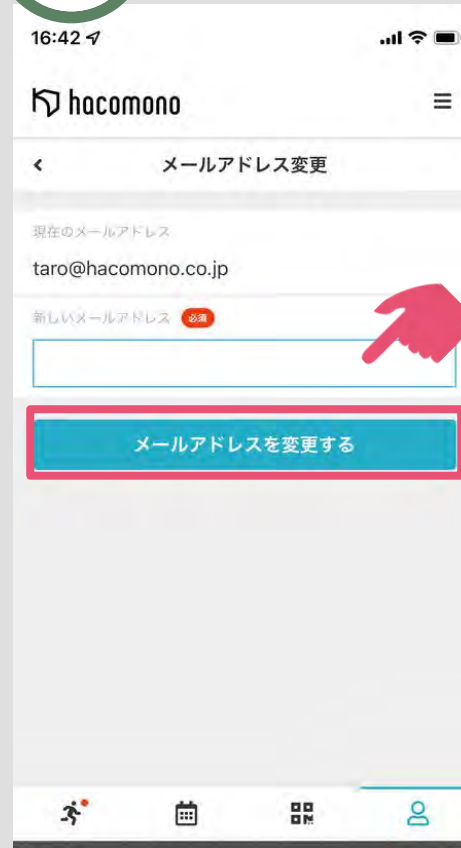 16:42
hacomono
メールアドレス変更
現在のメールアドレス
taro@hacomono.co.jp
新しいメールアドレス 必須
メールアドレスを変更する